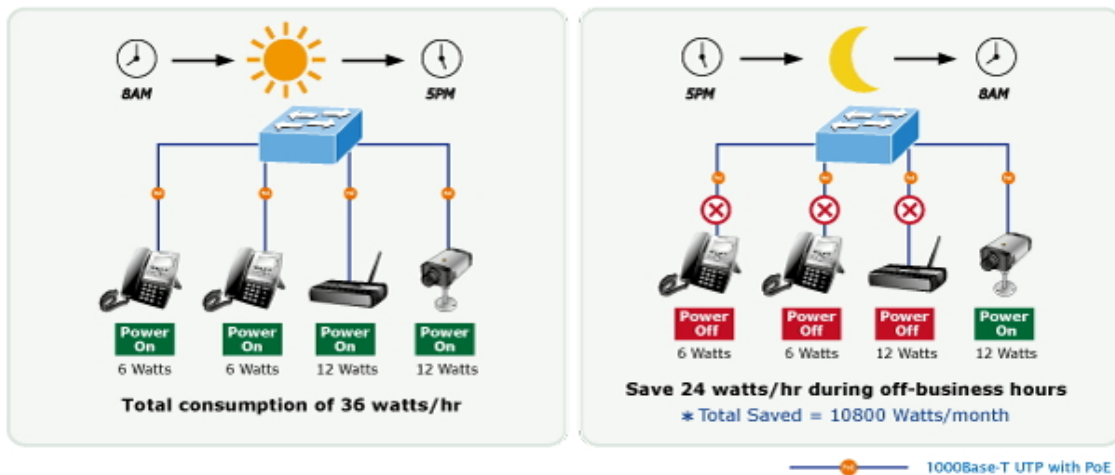 8AM
5PM
Power On
6 Watts
Power On
6 Watts
Power On
12 Watts
Power On
12 Watts
Total consumption of 36 watts/hr
5PM
8AM
Power Off
6 Watts
Power Off
6 Watts
Power Off
12 Watts
Power On
12 Watts
Save 24 watts/hr during off-business hours
* Total Saved = 10800 Watts/month
1000Base-T UTP with PoE